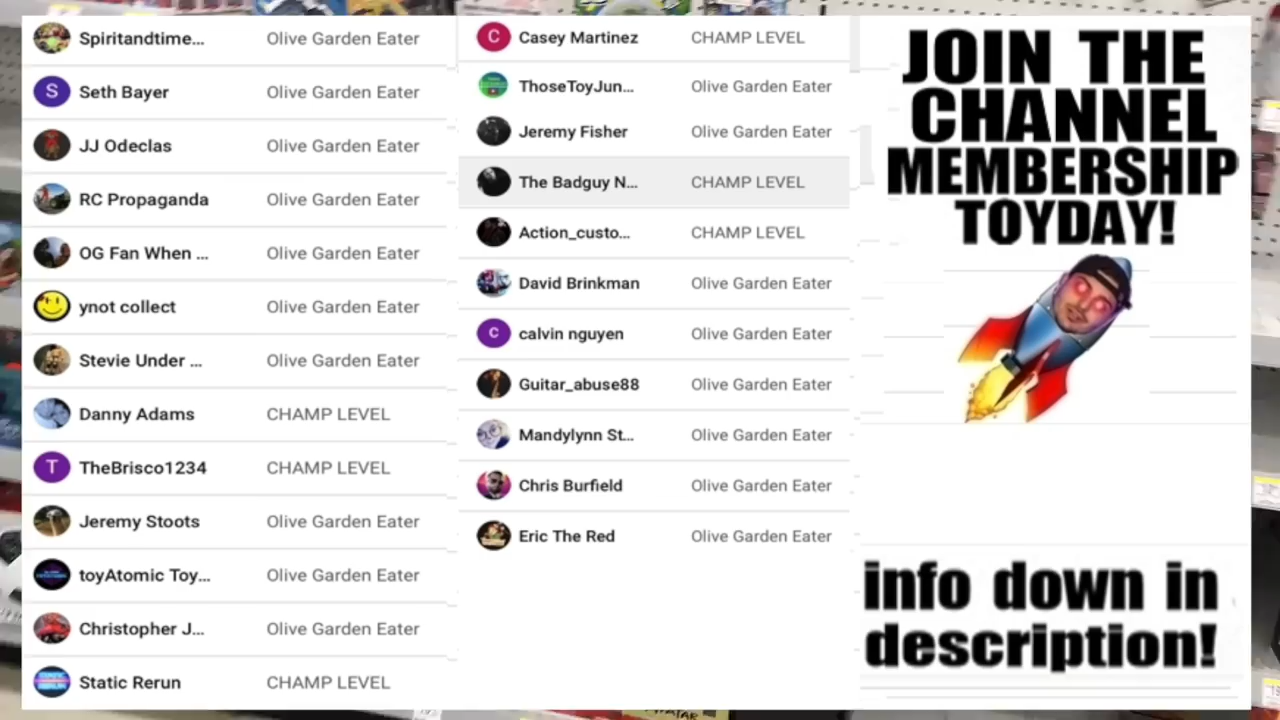 Spiritandtime... Olive Garden Eater
Seth Bayer Olive Garden Eater
JJ Odeclas Olive Garden Eater
RC Propaganda Olive Garden Eater
OG Fan When ... Olive Garden Eater
ynot collect Olive Garden Eater
Stevie Under ... Olive Garden Eater
Danny Adams CHAMP LEVEL
TheBrisco1234 CHAMP LEVEL
Jeremy Stoots Olive Garden Eater
toyAtomic Toy... Olive Garden Eater
Christopher J... Olive Garden Eater
Static Rerun CHAMP LEVEL
Casey Martinez CHAMP LEVEL
ThoseToyJun... Olive Garden Eater
Jeremy Fisher Olive Garden Eater
The Badguy N... CHAMP LEVEL
Action_custo... CHAMP LEVEL
David Brinkman Olive Garden Eater
calvin nguyen Olive Garden Eater
Guitar_abuse88 Olive Garden Eater
Mandylynn St... Olive Garden Eater
Chris Burfield Olive Garden Eater
Eric The Red Olive Garden Eater
JOIN THE
CHANNEL
MEMBERSHIP
TOYDAY!
info down in
description!